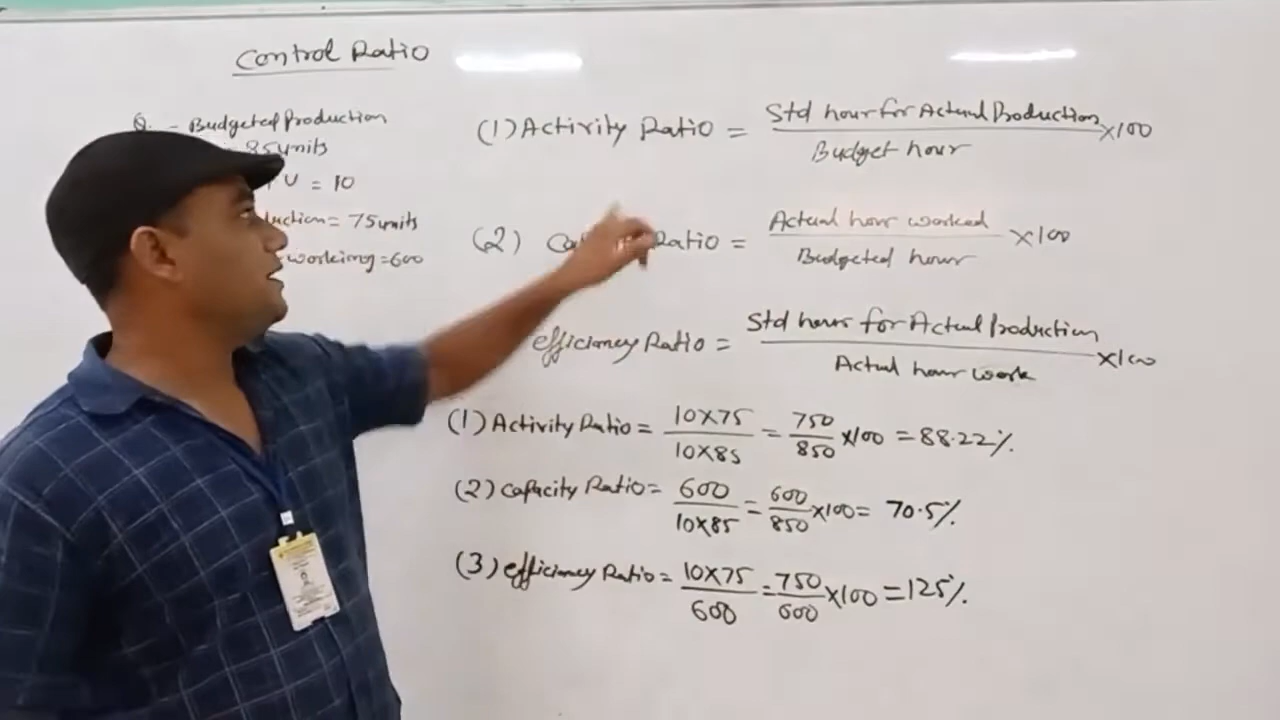 Control Ratio
Q. - Budgeted Production
85 units
PU = 10
duction = 75 units
working = 600
(1) Activity Ratio = Std hour for Actual Production / Budget hour ×100
(2) Ca Ratio = Actual hour worked / Budgeted hour ×100
efficiency Ratio = Std hours for Actual Production / Actual hour work ×100
(1) Activity Ratio = 10×75 / 10×85 = 750 / 850 ×100 = 88.22%
(2) Capacity Ratio = 600 / 10×85 = 600 / 850 ×100 = 70.5%
(3) efficiency Ratio = 10×75 / 600 = 750 / 600 ×100 = 125%